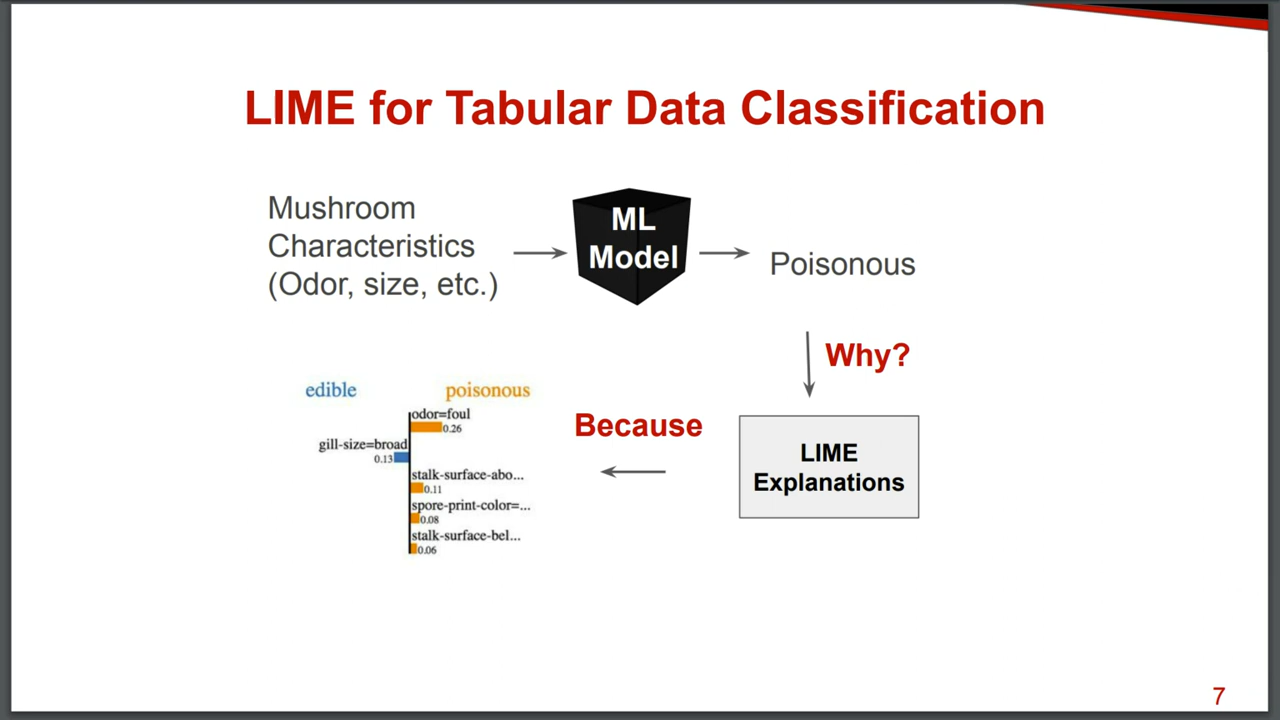 LIME for Tabular Data Classification
Mushroom
Characteristics
(Odor, size, etc.)
ML
Model
Poisonous
Why?
LIME
Explanations
Because
edible
poisonous
odor=foul
0.26
gill-size=broad
0.13
stalk-surface-abo...
0.11
spore-print-color=...
0.08
stalk-surface-bel...
0.06
7